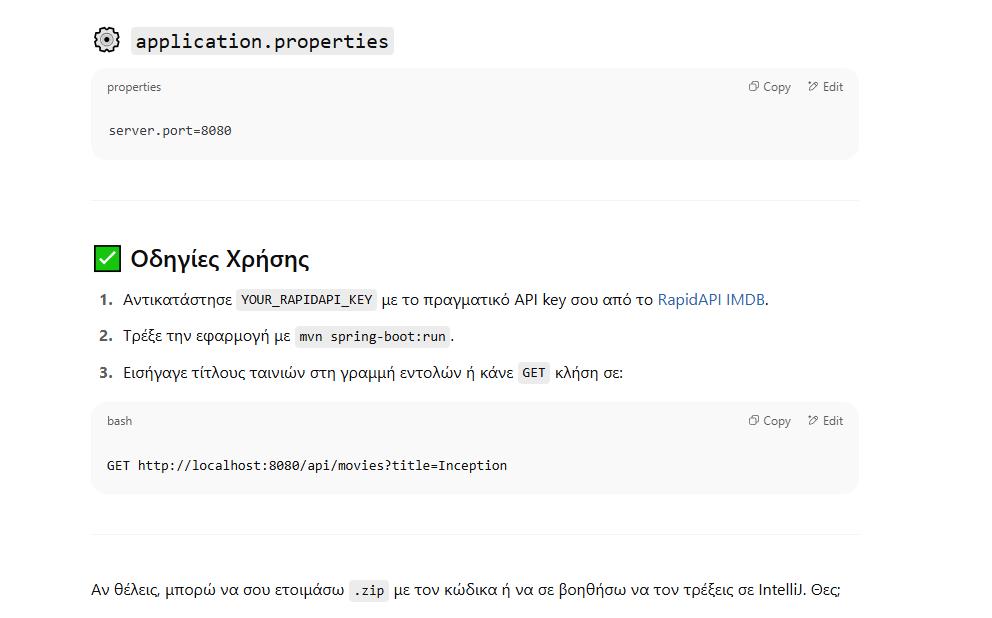 application.properties
properties
Copy Edit
server.port=8080
Οδηγίες Χρήσης
1. Αντικατάστησε YOUR_RAPIDAPI_KEY με το πραγματικό API key σου από το RapidAPI IMDB.
2. Τρέξε την εφαρμογή με mvn spring-boot:run.
3. Εισήγαγε τίτλους ταινιών στη γραμμή εντολών ή κάνε GET κλήση σε:
bash
Copy Edit
GET http://localhost:8080/api/movies?title=Inception
Αν θέλεις, μπορώ να σου ετοιμάσω .zip με τον κώδικα ή να σε βοηθήσω να τον τρέξεις σε IntelliJ. Θες;